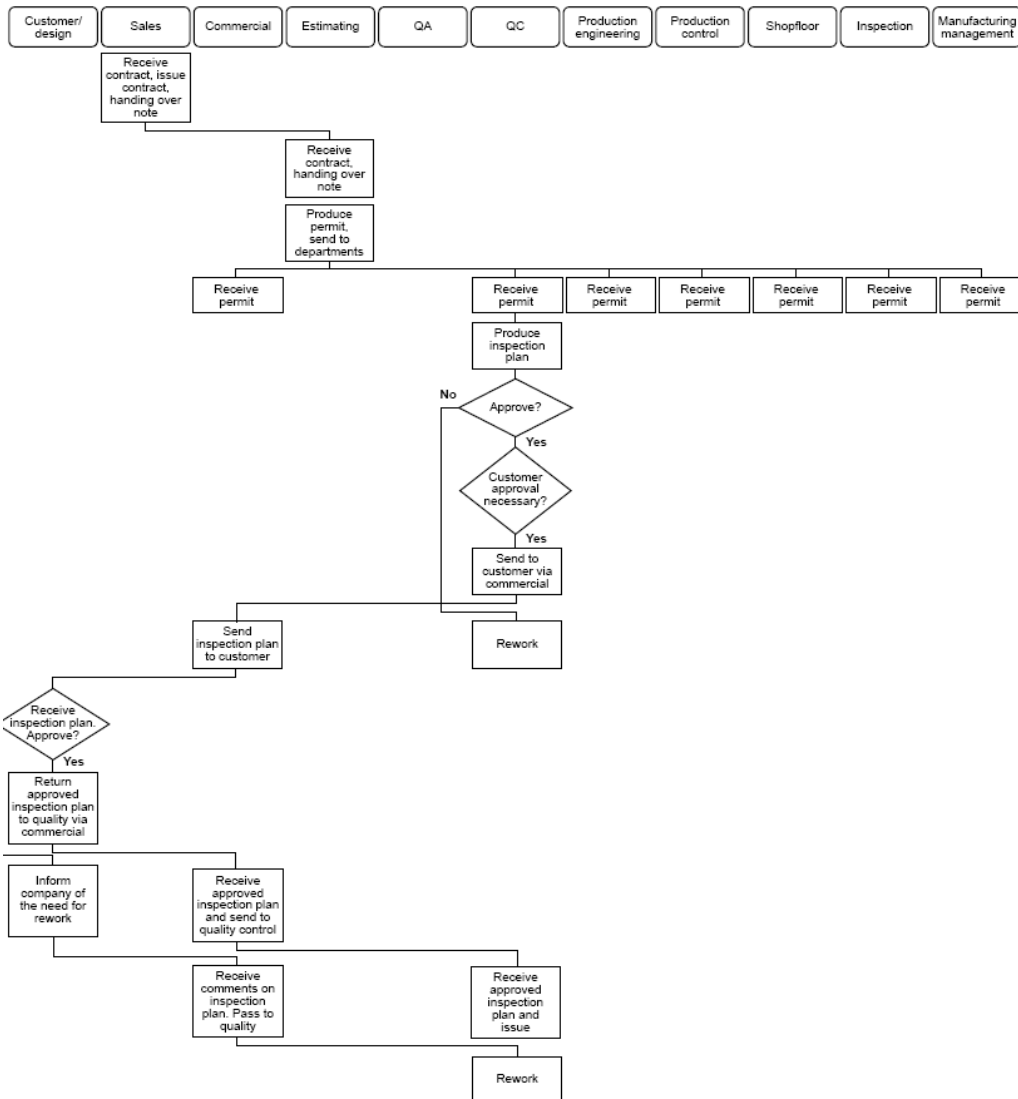 Customer/
design
Sales
Commercial
Estimating
QA
QC
Production
engineering
Production
control
Shopfloor
Inspection
Manufacturing
management
Receive
contract, issue
contract,
handing over
note
Receive
contract,
handing over
note
Produce
permit,
send to
departments
Receive
permit
Receive
permit
Receive
permit
Receive
permit
Receive
permit
Receive
permit
Receive
permit
Produce
inspection
plan
No
Approve?
Yes
Customer
approval
necessary?
Yes
Send to
customer via
commercial
Send
inspection plan
to customer
Rework
Receive
inspection plan.
Approve?
Yes
Return
approved
inspection plan
to quality via
commercial
Inform
company of
the need for
rework
Receive
approved
inspection plan
and send to
quality control
Receive
comments on
inspection
plan. Pass to
quality
Receive
approved
inspection
plan and
issue
Rework